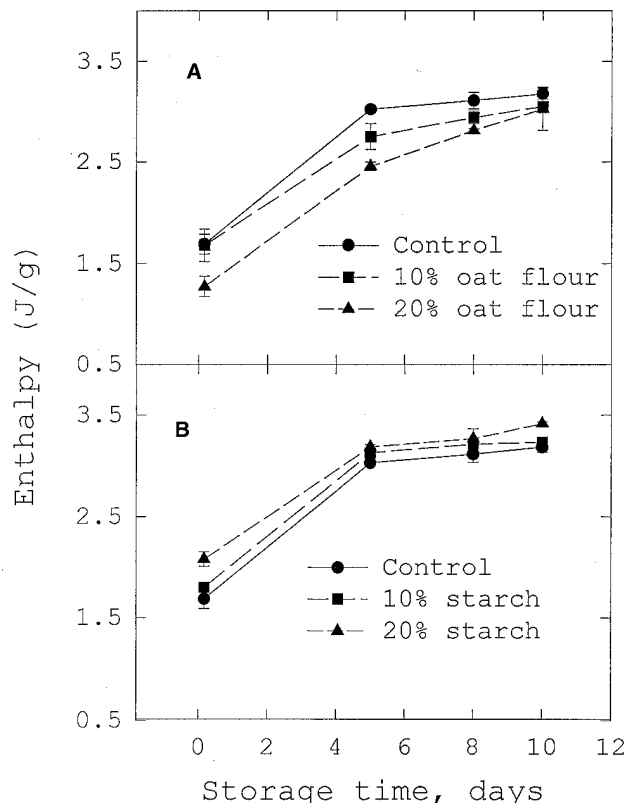 A
3.5
2.5
1.5
0.5
Control
10% oat flour
20% oat flour
Enthalpy (J/g)
B
3.5
2.5
1.5
0.5
Control
10% starch
20% starch
0 2 4 6 8 10 12
Storage time, days